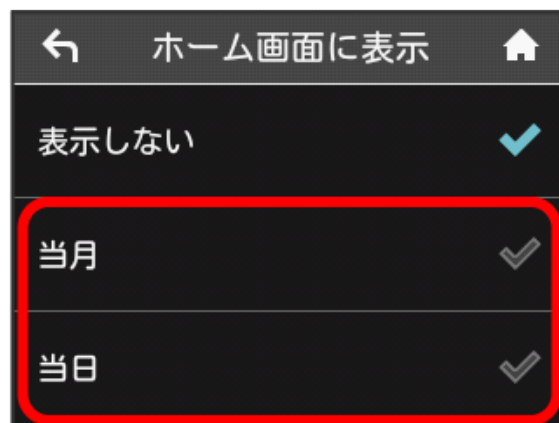 ホーム画面に表示
表示しない
当月
当日